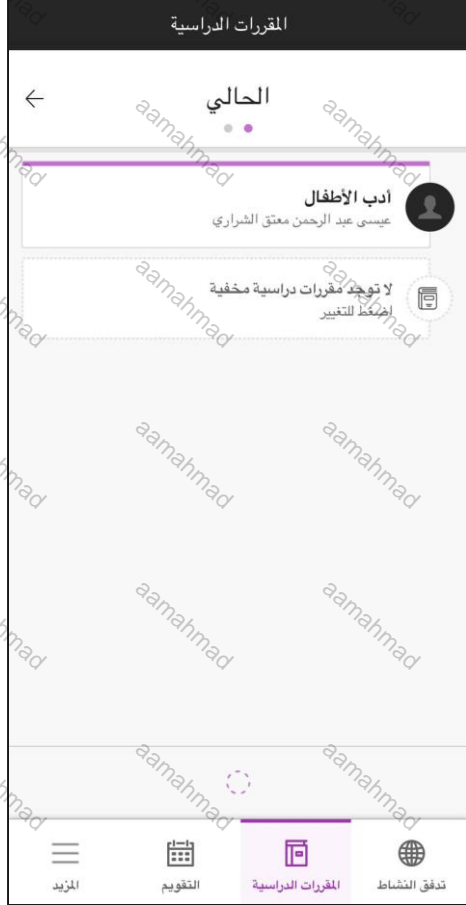 المقررات الدراسية
الحالي
أدب الأطفال
عيسى عبد الرحمن معتق الشراري
لا توجد مقررات دراسية مخفية
اضغط للتغيير
تدفق النشاط
المقررات الدراسية
التقويم
المزيد
aamahmad